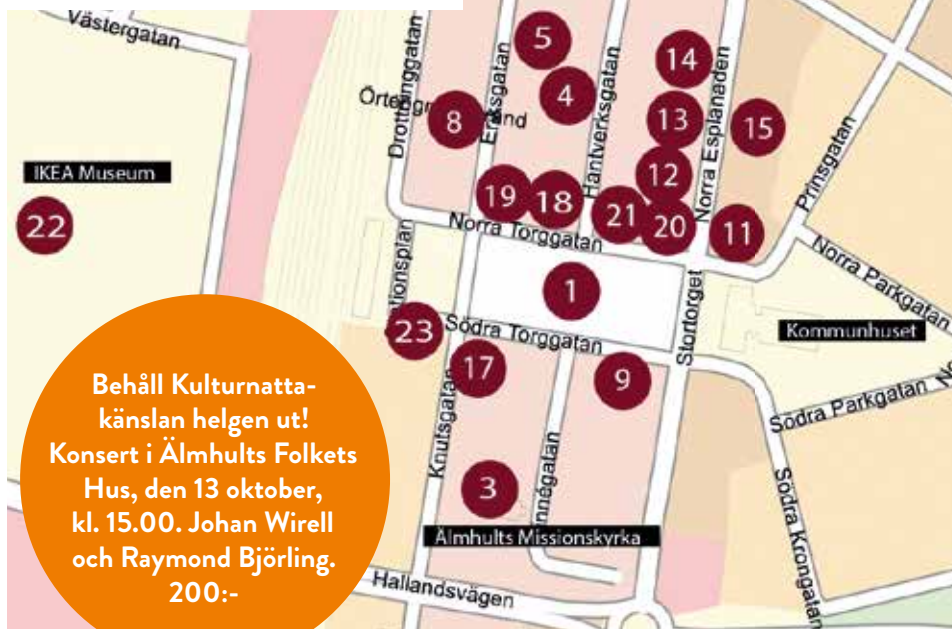 Västergatan
Drottninggatan
Eriksgatan
Hantverksgatan
Norra Esplanaden
Prinsgatan
5
14
4
8
13
15
IKEA Museum
12
19
18
21
20
11
22
Norra Torggatan
Norra Parkgatan
1
Stortorget
Kommunhuset
23
Södra Torggatan
17
9
Södra Parkgatan
Knutsgatan
3
Södra Krongatan
Älmhults Missionskyrka
Hallandsvägen
Behåll Kulturnatta-
känslan helgen ut!
Konsert i Älmhults Folkets
Hus, den 13 oktober,
kl. 15.00. Johan Wirell
och Raymond Björling.
200:-